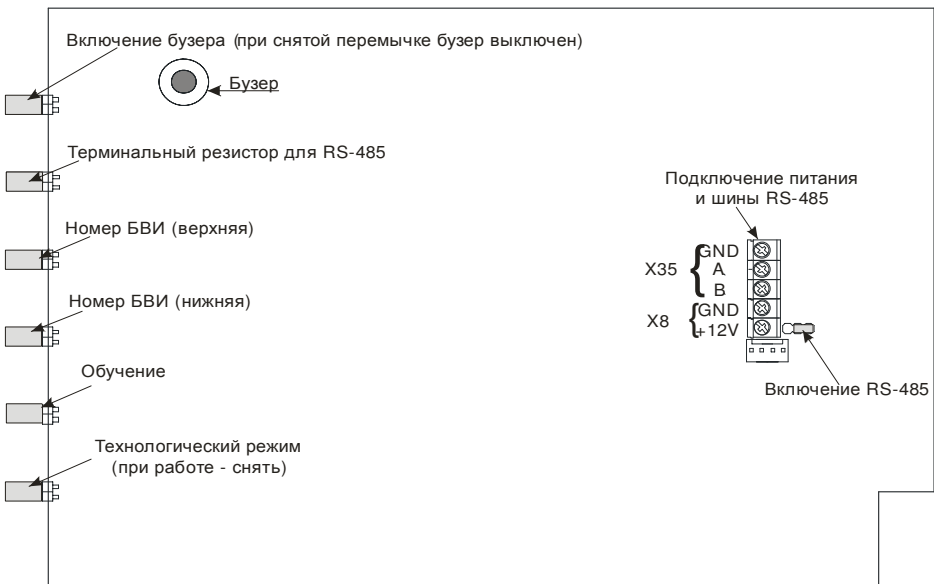 Включение бузера (при снятой перемычке бузер выключен)
Бузер
Терминальный резистор для RS-485
Подключение питания
и шины RS-485
Номер БВИ (верхняя)
GND
X35
A
B
Номер БВИ (нижняя)
GND
X8
+12V
Обучение
Включение RS-485
Технологический режим
(при работе - снять)